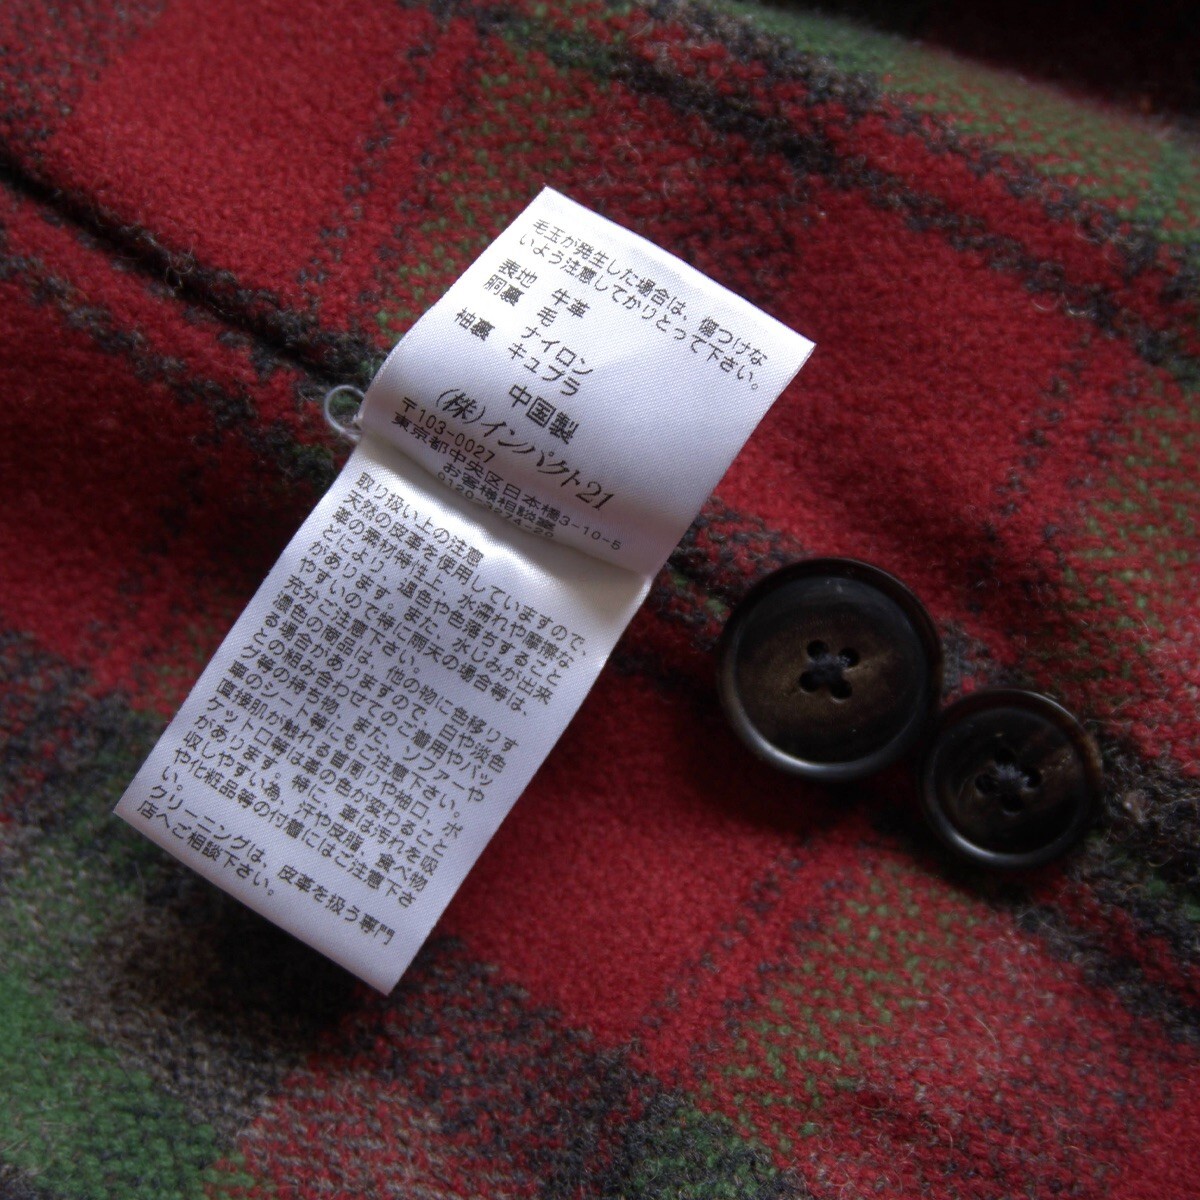 毛玉が発生した場合は、傷つけな
いよう注意してかりとって下さい。
表地 牛革
胴裏 毛
ナイロン
袖裏 キュプラ
中国製
(株)インパクト21
〒103-0027
東京都中央区日本橋3-10-5
お客様相談室
取り扱い上の注意
天然の皮革を使用していますので、
革の素材特性上、水濡れや摩擦な
どにより、退色や色落ちすること
があります。また、水じみが出来
やすいので、特に雨天の場合等は、
充分ご注意下さい。
濃色の商品は、他の物に色移りす
る場合がありますので、白や淡色
との組み合わせてのご着用やバッ
グ等の持ち物、また、ソファーや
車のシート等にもご注意下さい。
直接肌が触れる首周りや袖口、ポ
ケット口等は革の色が変わること
があります。特に、革は汚れを吸
収しやすい為、汗や皮脂、食べ物
や化粧品等の付着にはご注意下さ
い。
クリーニングは、皮革を扱う専門
店へご相談下さい。